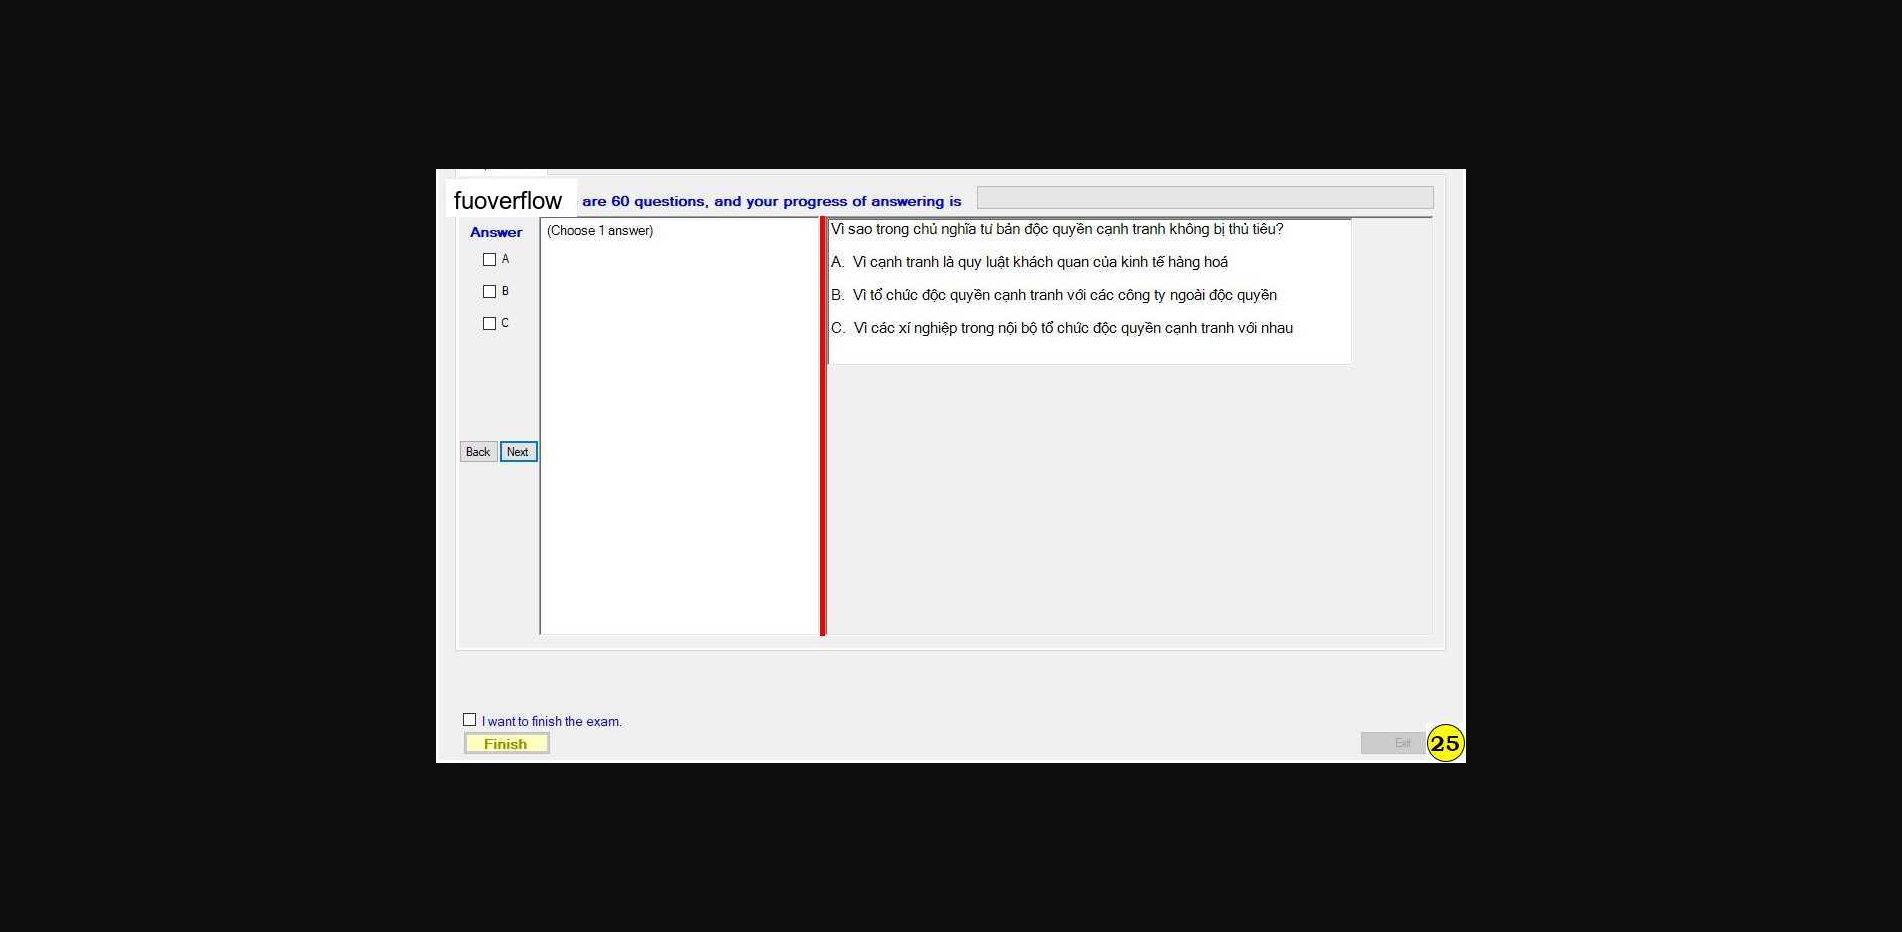 fuoverflow are 60 questions, and your progress of answering is
Answer
A
B
C
Back Next
(Choose 1 answer)
Vì sao trong chủ nghĩa tư bản độc quyền cạnh tranh không bị thủ tiêu?
A. Vì cạnh tranh là quy luật khách quan của kinh tế hàng hoá
B. Vì tổ chức độc quyền cạnh tranh với các công ty ngoài độc quyền
C. Vì các xí nghiệp trong nội bộ tổ chức độc quyền cạnh tranh với nhau
I want to finish the exam.
Finish
Exit
25